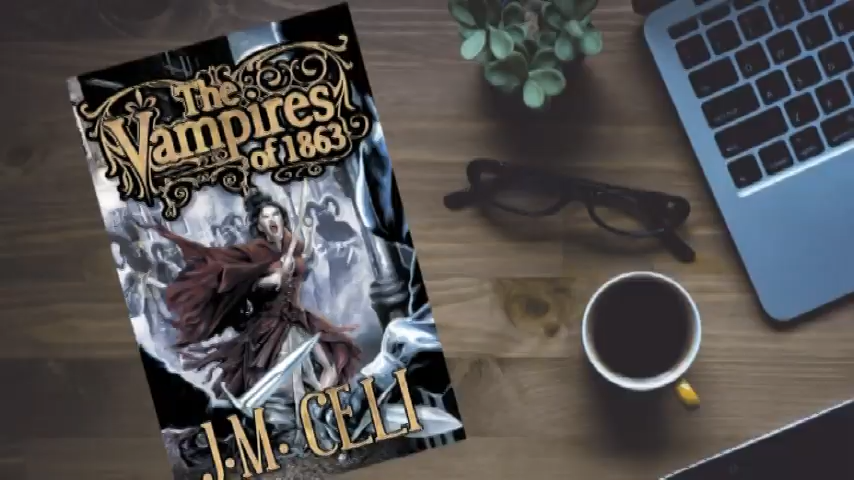 The
Vampires
of 1863
J.M. CELI